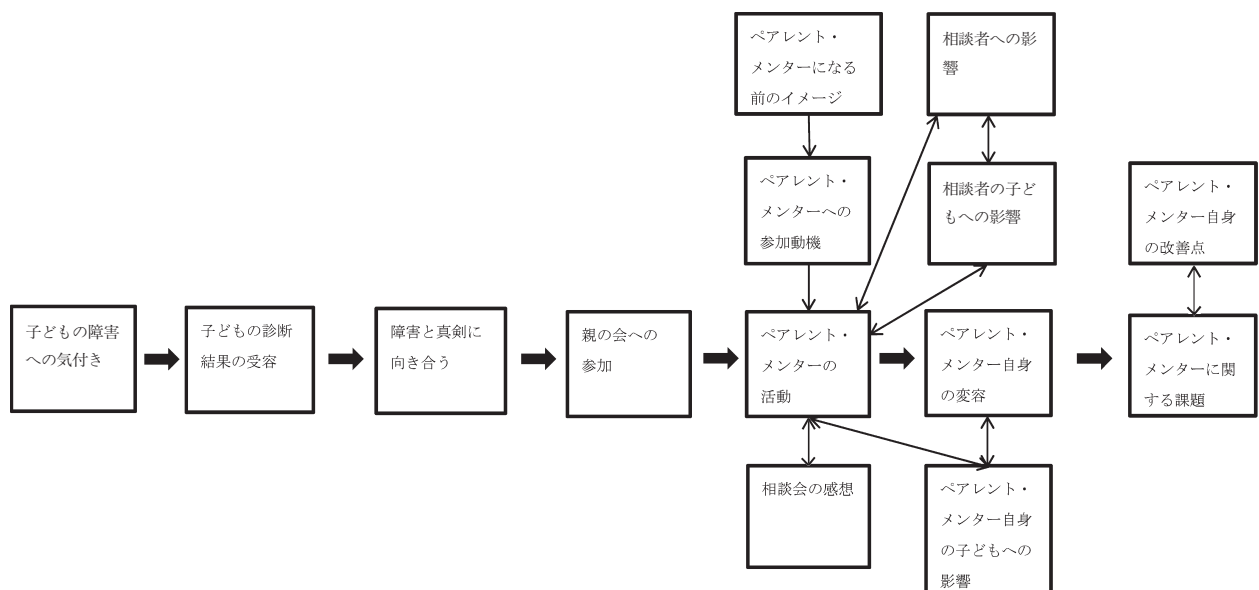 ペアレント・
メンターになる
前のイメージ
相談者への影
響
ペアレント・
メンターへの
参加動機
相談者の子ど
もへの影響
ペアレント・
メンター自身
の改善点
子どもの障害
への気付き
子どもの診断
結果の受容
障害と真剣に
向き合う
親の会への
参加
ペアレント・
メンターの
活動
ペアレント・
メンター自身
の変容
ペアレント・
メンターに関
する課題
相談会の感想
ペアレント・
メンター自身
の子どもへの
影響